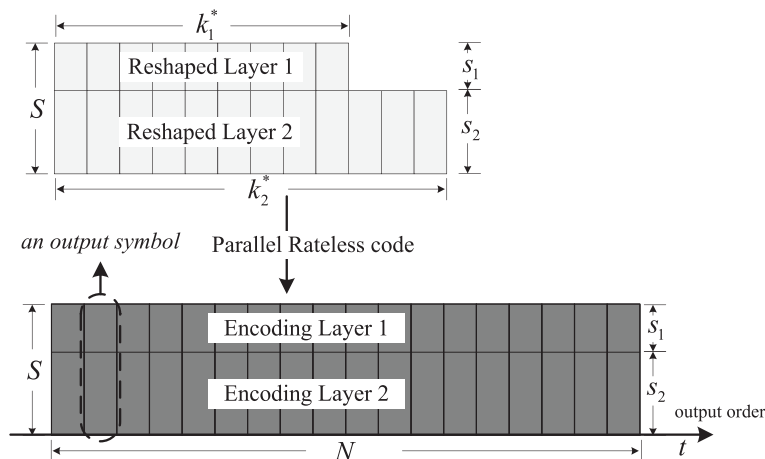 k₁*
Reshaped Layer 1
s₁
S
Reshaped Layer 2
s₂
k₂*
an output symbol
Parallel Rateless code
Encoding Layer 1
s₁
S
Encoding Layer 2
s₂
output order
N
t